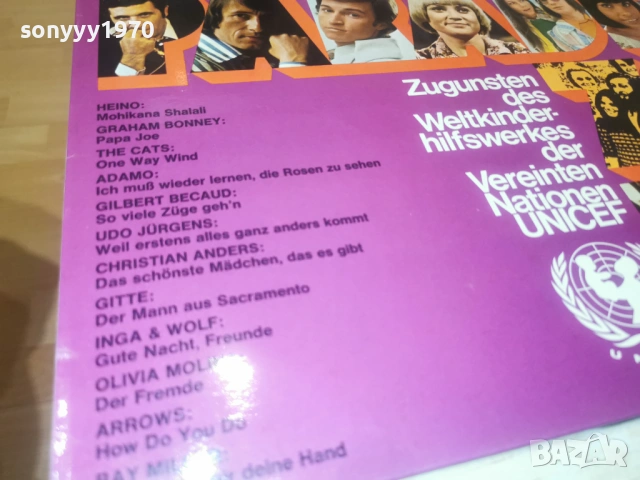 sonyyy1970
PARAD
HEINO:
Mohikana Shalali
GRAHAM BONNEY:
Papa Joe
THE CATS:
One Way Wind
ADAMO:
Ich muß wieder lernen, die Rosen zu sehen
GILBERT BECAUD:
So viele Züge geh'n
UDO JÜRGENS:
Weil erstens alles ganz anders kommt
CHRISTIAN ANDERS:
Das schönste Mädchen, das es gibt
GITTE:
Der Mann aus Sacramento
INGA & WOLF:
Gute Nacht, Freunde
OLIVIA
Der Fremde
ARROWS:
How Do You
RAY
deine Hand
Zugunsten
des
Weltkinder-
hilfswerkes
der
Vereinten
Nationen
UNICEF
BAZAR